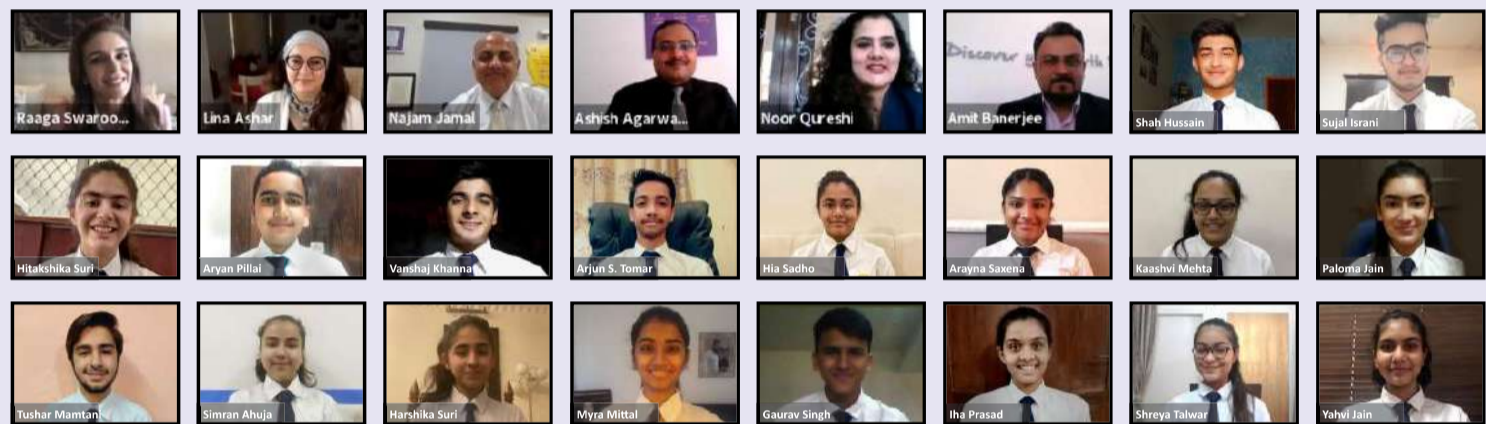 Raaga Swaroo...
Lina Ashar
Najam Jamal
Ashish Agarwa...
Noor Qureshi
Discover
Amit Banerjee
Shah Hussain
Sujal Israni
Hitakshika Suri
Aryan Pillai
Vanshaj Khanna
Arjun S. Tomar
Hia Sadho
Arayna Saxena
Kaashvi Mehta
Paloma Jain
Tushar Mamtani
Simran Ahuja
Harshika Suri
Myra Mittal
Gaurav Singh
Iha Prasad
Shreya Talwar
Yahvi Jain